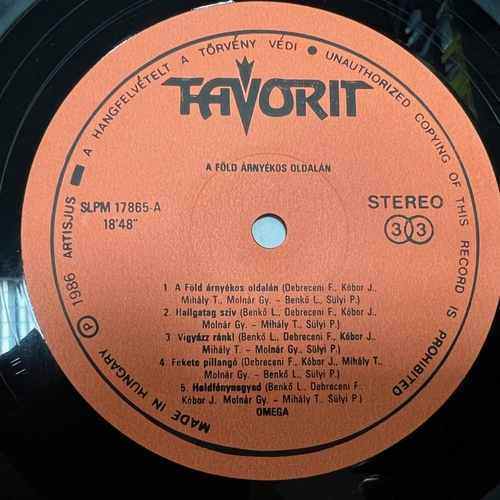 A HANGFELVÉTELT A TÖRVÉNY VÉDI • UNAUTHORIZED COPYING OF THIS RECORD IS PROHIBITED
FAVORIT
A FÖLD ÁRNYÉKOS OLDALÁN
SLPM 17865-A
18'48"
STEREO
33
1. A Föld árnyékos oldalán (Debreceni F., Kóbor J.,
Mihály T., Molnár Gy. – Benkő L., Sülyi P.)
2. Hallgatag szív (Benkő L., Debreceni F., Kóbor J.,
Molnár Gy. – Mihály T., Sülyi P.)
3. Vigyázz ránk! (Benkő L., Debreceni F., Kóbor J.,
Mihály T. – Molnár Gy., Sülyi P.)
4. Fekete pillangó (Debreceni F., Kóbor J., Mihály T.,
Molnár Gy. – Benkő L., Sülyi P.)
5. Holdfénynegyed (Benkő L., Debreceni F.,
Kóbor J. Molnár Gy. – Mihály T., Sülyi P.)
OMEGA
MADE IN HUNGARY Ⓟ 1986 ARTISJUS